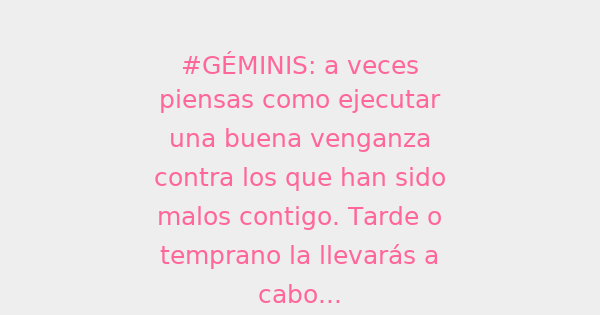 #GÉMINIS: a veces
piensas como ejecutar
una buena venganza
contra los que han sido
malos contigo. Tarde o
temprano la llevarás a
cabo...